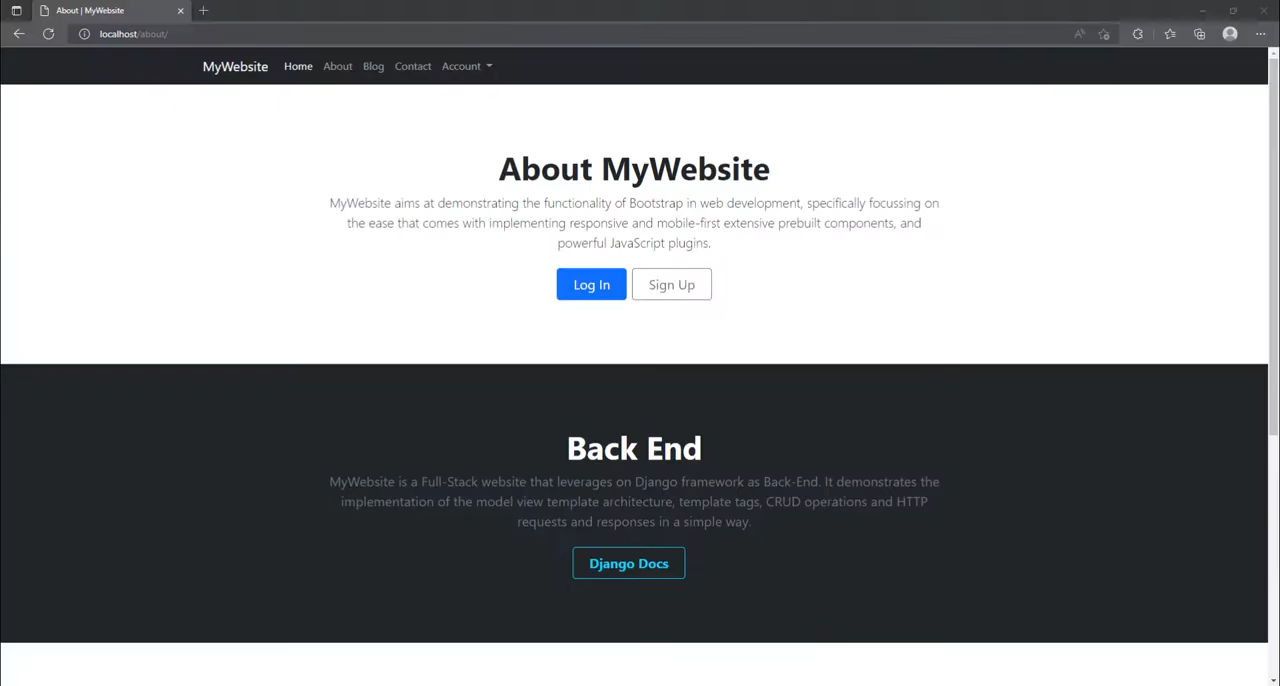 About | MyWebsite
localhost/about/
MyWebsite Home About Blog Contact Account
About MyWebsite
MyWebsite aims at demonstrating the functionality of Bootstrap in web development, specifically focussing on
the ease that comes with implementing responsive and mobile-first extensive prebuilt components, and
powerful JavaScript plugins.
Log In Sign Up
Back End
MyWebsite is a Full-Stack website that leverages on Django framework as Back-End. It demonstrates the
implementation of the model view template architecture, template tags, CRUD operations and HTTP
requests and responses in a simple way.
Django Docs